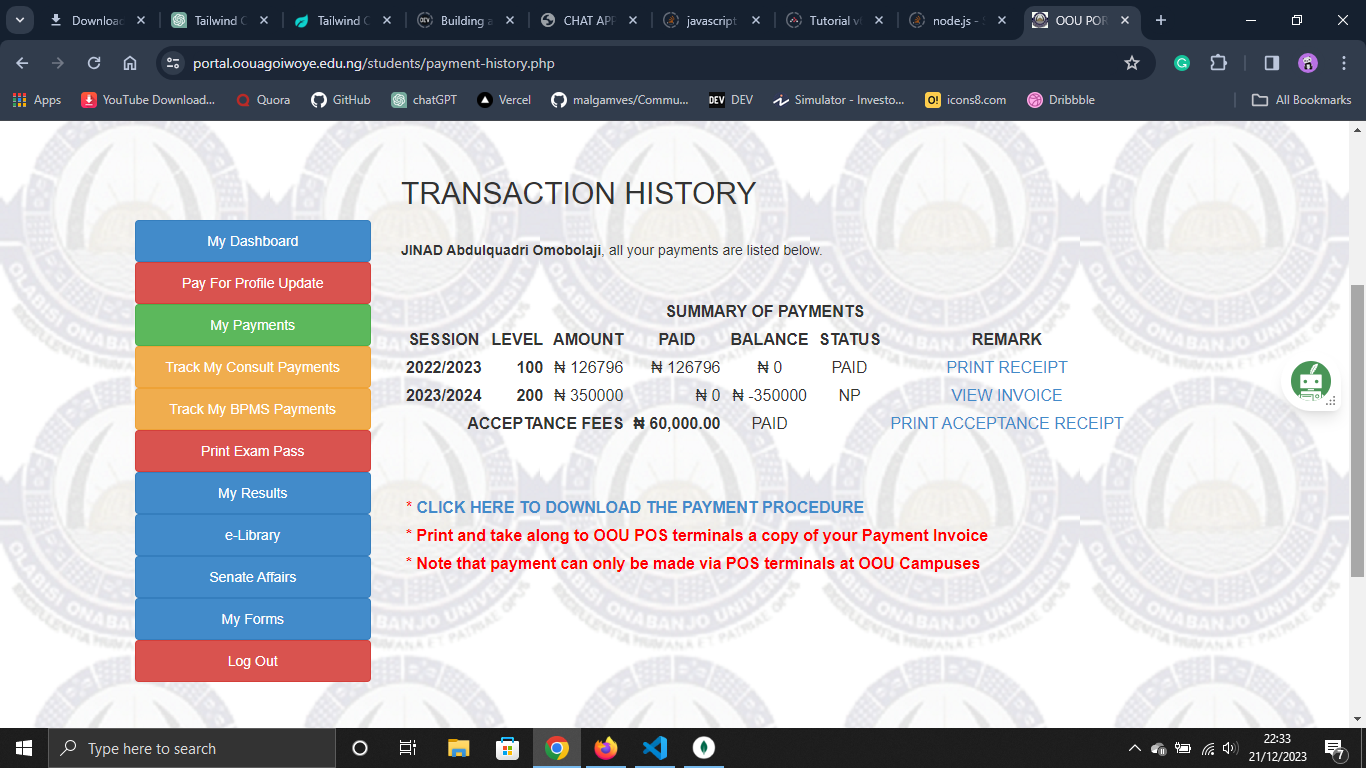 Download
Tailwind C
Tailwind C
Building a
CHAT APP
javascript
Tutorial v
node.js - S
OOU POR
portal.oouagoiwoye.edu.ng/students/payment-history.php
Apps
YouTube Download...
Quora
GitHub
chatGPT
Vercel
malgamves/Commu...
DEV DEV
Simulator - Investo...
icons8.com
Dribbble
All Bookmarks
TRANSACTION HISTORY
JINAD Abdulquadri Omobolaji, all your payments are listed below.
My Dashboard
Pay For Profile Update
My Payments
Track My Consult Payments
Track My BPMS Payments
Print Exam Pass
My Results
e-Library
Senate Affairs
My Forms
Log Out
SUMMARY OF PAYMENTS
SESSION LEVEL AMOUNT PAID BALANCE STATUS REMARK
2022/2023 100 ₦ 126796 ₦ 126796 ₦ 0 PAID PRINT RECEIPT
2023/2024 200 ₦ 350000 ₦ 0 ₦ -350000 NP VIEW INVOICE
ACCEPTANCE FEES ₦ 60,000.00 PAID PRINT ACCEPTANCE RECEIPT
* CLICK HERE TO DOWNLOAD THE PAYMENT PROCEDURE
* Print and take along to OOU POS terminals a copy of your Payment Invoice
* Note that payment can only be made via POS terminals at OOU Campuses
Type here to search
22:33
21/12/2023
7